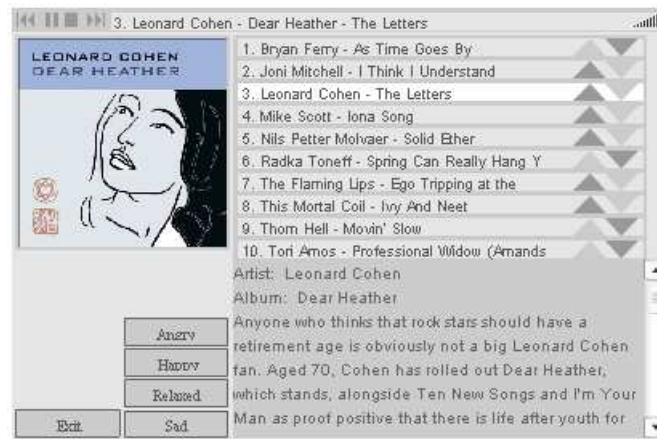 3. Leonard Cohen - Dear Heather - The Letters
LEONARD COHEN
DEAR HEATHER
1. Bryan Ferry - As Time Goes By
2. Joni Mitchell - I Think I Understand
3. Leonard Cohen - The Letters
4. Mike Scott - Iona Song
5. Nils Petter Molvaer - Solid Ether
6. Radka Toneff - Spring Can Really Hang Y
7. The Flaming Lips - Ego Tripping at the
8. This Mortal Coil - Ivy And Neet
9. Thorn Hell - Movin' Slow
10. Tori Amos - Professional Widow (Amands
Artist: Leonard Cohen
Album: Dear Heather
Anyone who thinks that rock stars should have a
retirement age is obviously not a big Leonard Cohen
fan. Aged 70, Cohen has rolled out Dear Heather,
which stands, alongside Ten New Songs and I'm Your
Man as proof positive that there is life after youth for
Angry
Happy
Relaxed
Sad
Exit